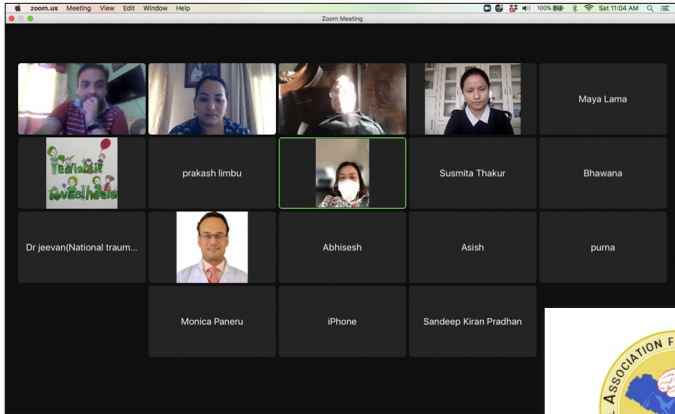 zoom.us Meeting View Edit Window Help 100% Sat 11:04 AM
Zoom Meeting
Maya Lama
prakash limbu
Susmita Thakur
Bhawana
Dr jeevan(National traum...
Abhisesh
Asish
purna
Monica Paneru
iPhone
Sandeep Kiran Pradhan
ASSOCIATION F